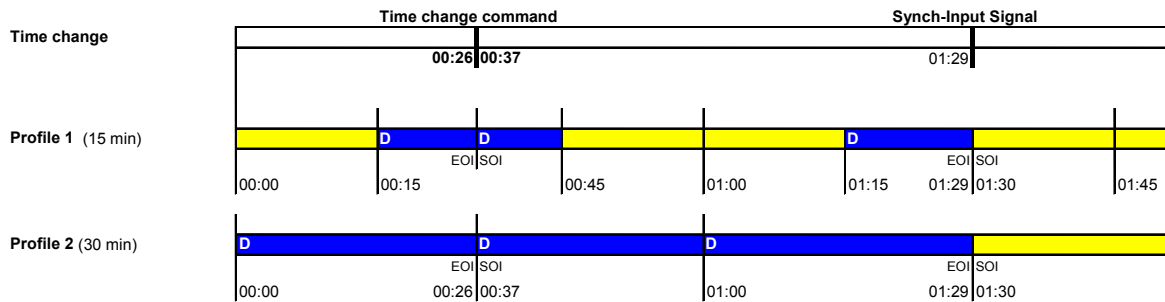 Time change command Synch-Input Signal
Time change
00:26 00:37 01:29
Profile 1 (15 min) D D D
EOI SOI EOI SOI
00:00 00:15 00:45 01:00 01:15 01:29 01:30 01:45
Profile 2 (30 min) D D D
EOI SOI EOI SOI
00:00 00:26 00:37 01:00 01:29 01:30